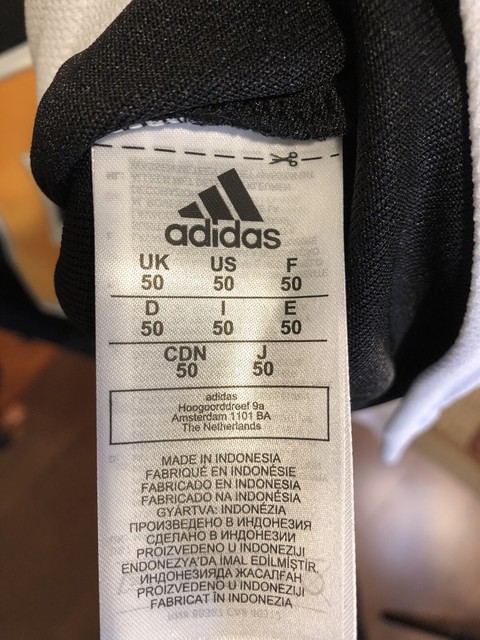 adidas
UK US F
50 50 50
D I E
50 50 50
CDN J
50 50
adidas
Hoogoorddreef 9a
Amsterdam 1101 BA
The Netherlands
MADE IN INDONESIA
FABRIQUÉ EN INDONÉSIE
FABRICADO EN INDONESIA
FABRICADO NA INDONÉSIA
GYÁRTVA: INDONÉZIA
ПРОИЗВЕДЕНО В ИНДОНЕЗИЯ
СДЕЛАНО В ИНДОНЕЗИИ
PROIZVEDENO U INDONEZIJI
ENDONEZYA'DA İMAL EDİLMİŞTİR
ИНДОНЕЗИЯДА ЖАСАЛҒАН
PROIZVEDENO U INDONEZIJI
FABRICAT ÎN INDONEZIA